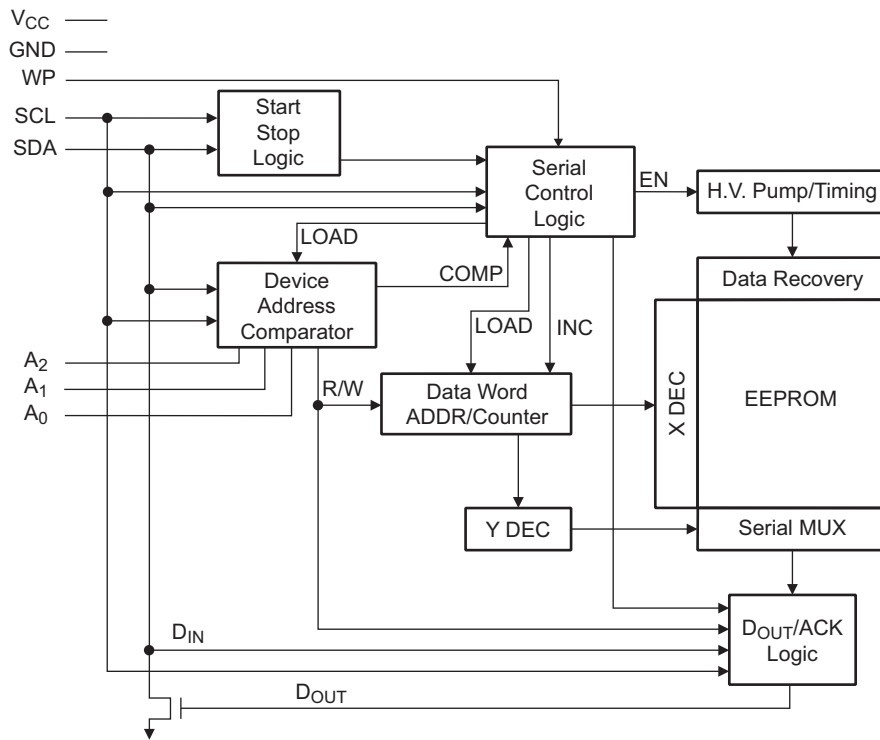 VCC
GND
WP
SCL
SDA
Start
Stop
Logic
Serial
Control
Logic
EN
H.V. Pump/Timing
LOAD
COMP
Device
Address
Comparator
LOAD
INC
Data Recovery
A2
A1
A0
R/W
Data Word
ADDR/Counter
X DEC
EEPROM
Y DEC
Serial MUX
DIN
DOUT/ACK
Logic
DOUT